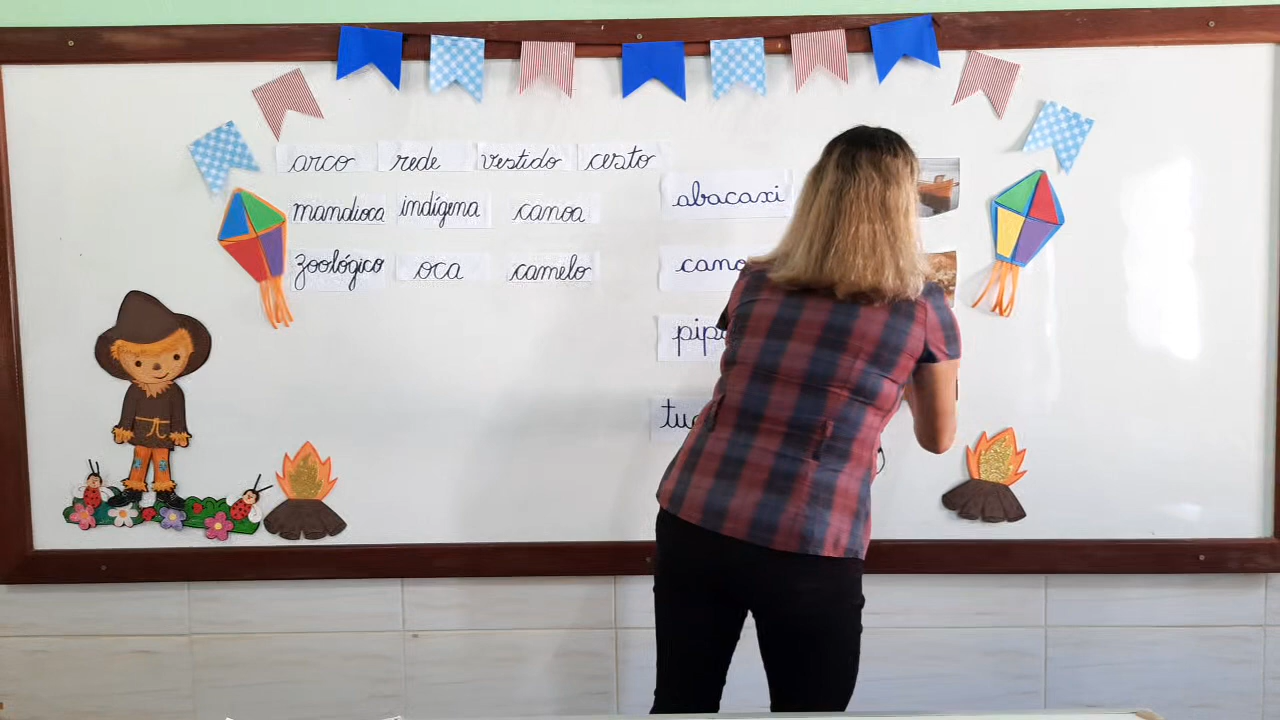 arco rede vestido cesto
mandioca indígena canoa
zoológico oca camelo
abacaxi